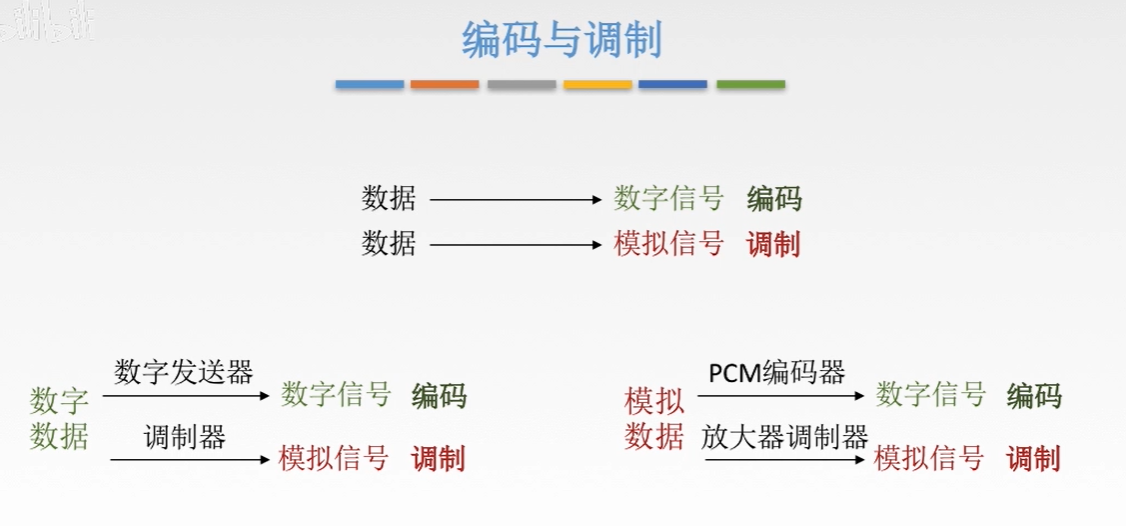 编码与调制
数据 数字信号 编码
数据 模拟信号 调制
数字发送器
数字
数据
数字信号 编码
调制器
模拟信号 调制
PCM编码器
模拟
数据
数字信号 编码
放大器调制器
模拟信号 调制